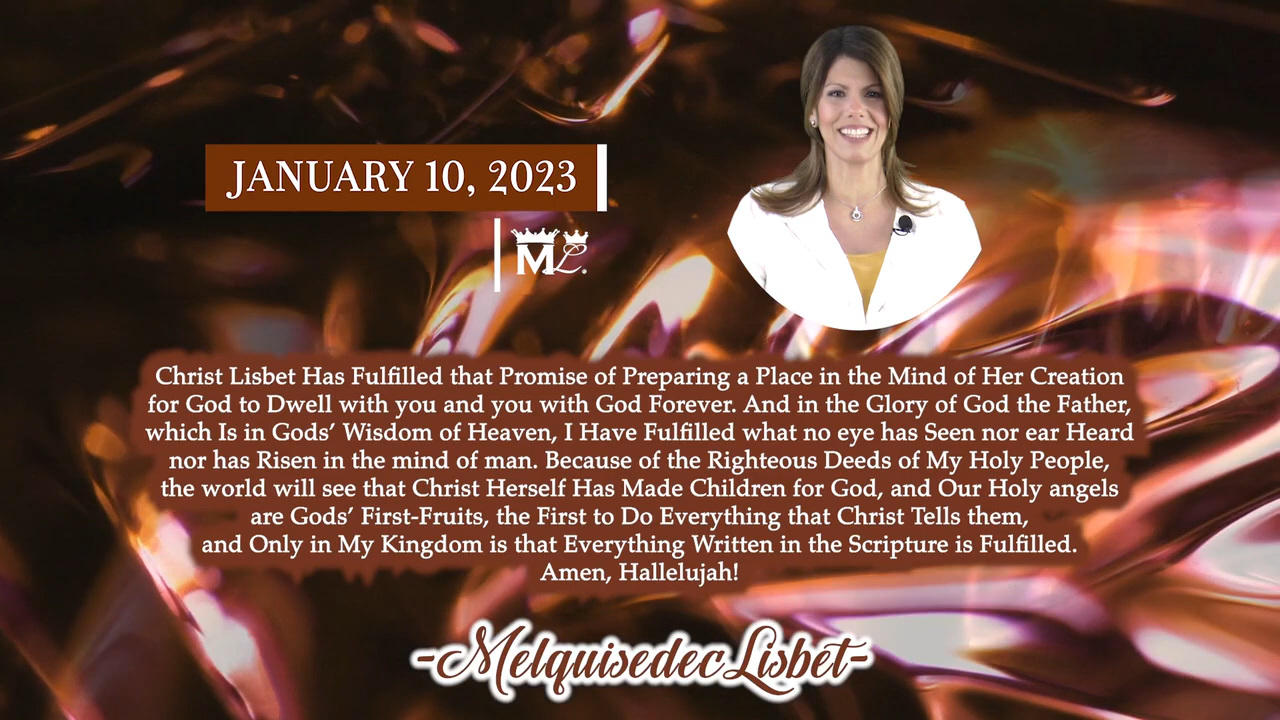 JANUARY 10, 2023
ML.
Christ Lisbet Has Fulfilled that Promise of Preparing a Place in the Mind of Her Creation
for God to Dwell with you and you with God Forever. And in the Glory of God the Father,
which Is in Gods’ Wisdom of Heaven, I Have Fulfilled what no eye has Seen nor ear Heard
nor has Risen in the mind of man. Because of the Righteous Deeds of My Holy People,
the world will see that Christ Herself Has Made Children for God, and Our Holy angels
are Gods’ First-Fruits, the First to Do Everything that Christ Tells them,
and Only in My Kingdom is that Everything Written in the Scripture is Fulfilled.
Amen, Hallelujah!
-Melquisedec Lisbet-